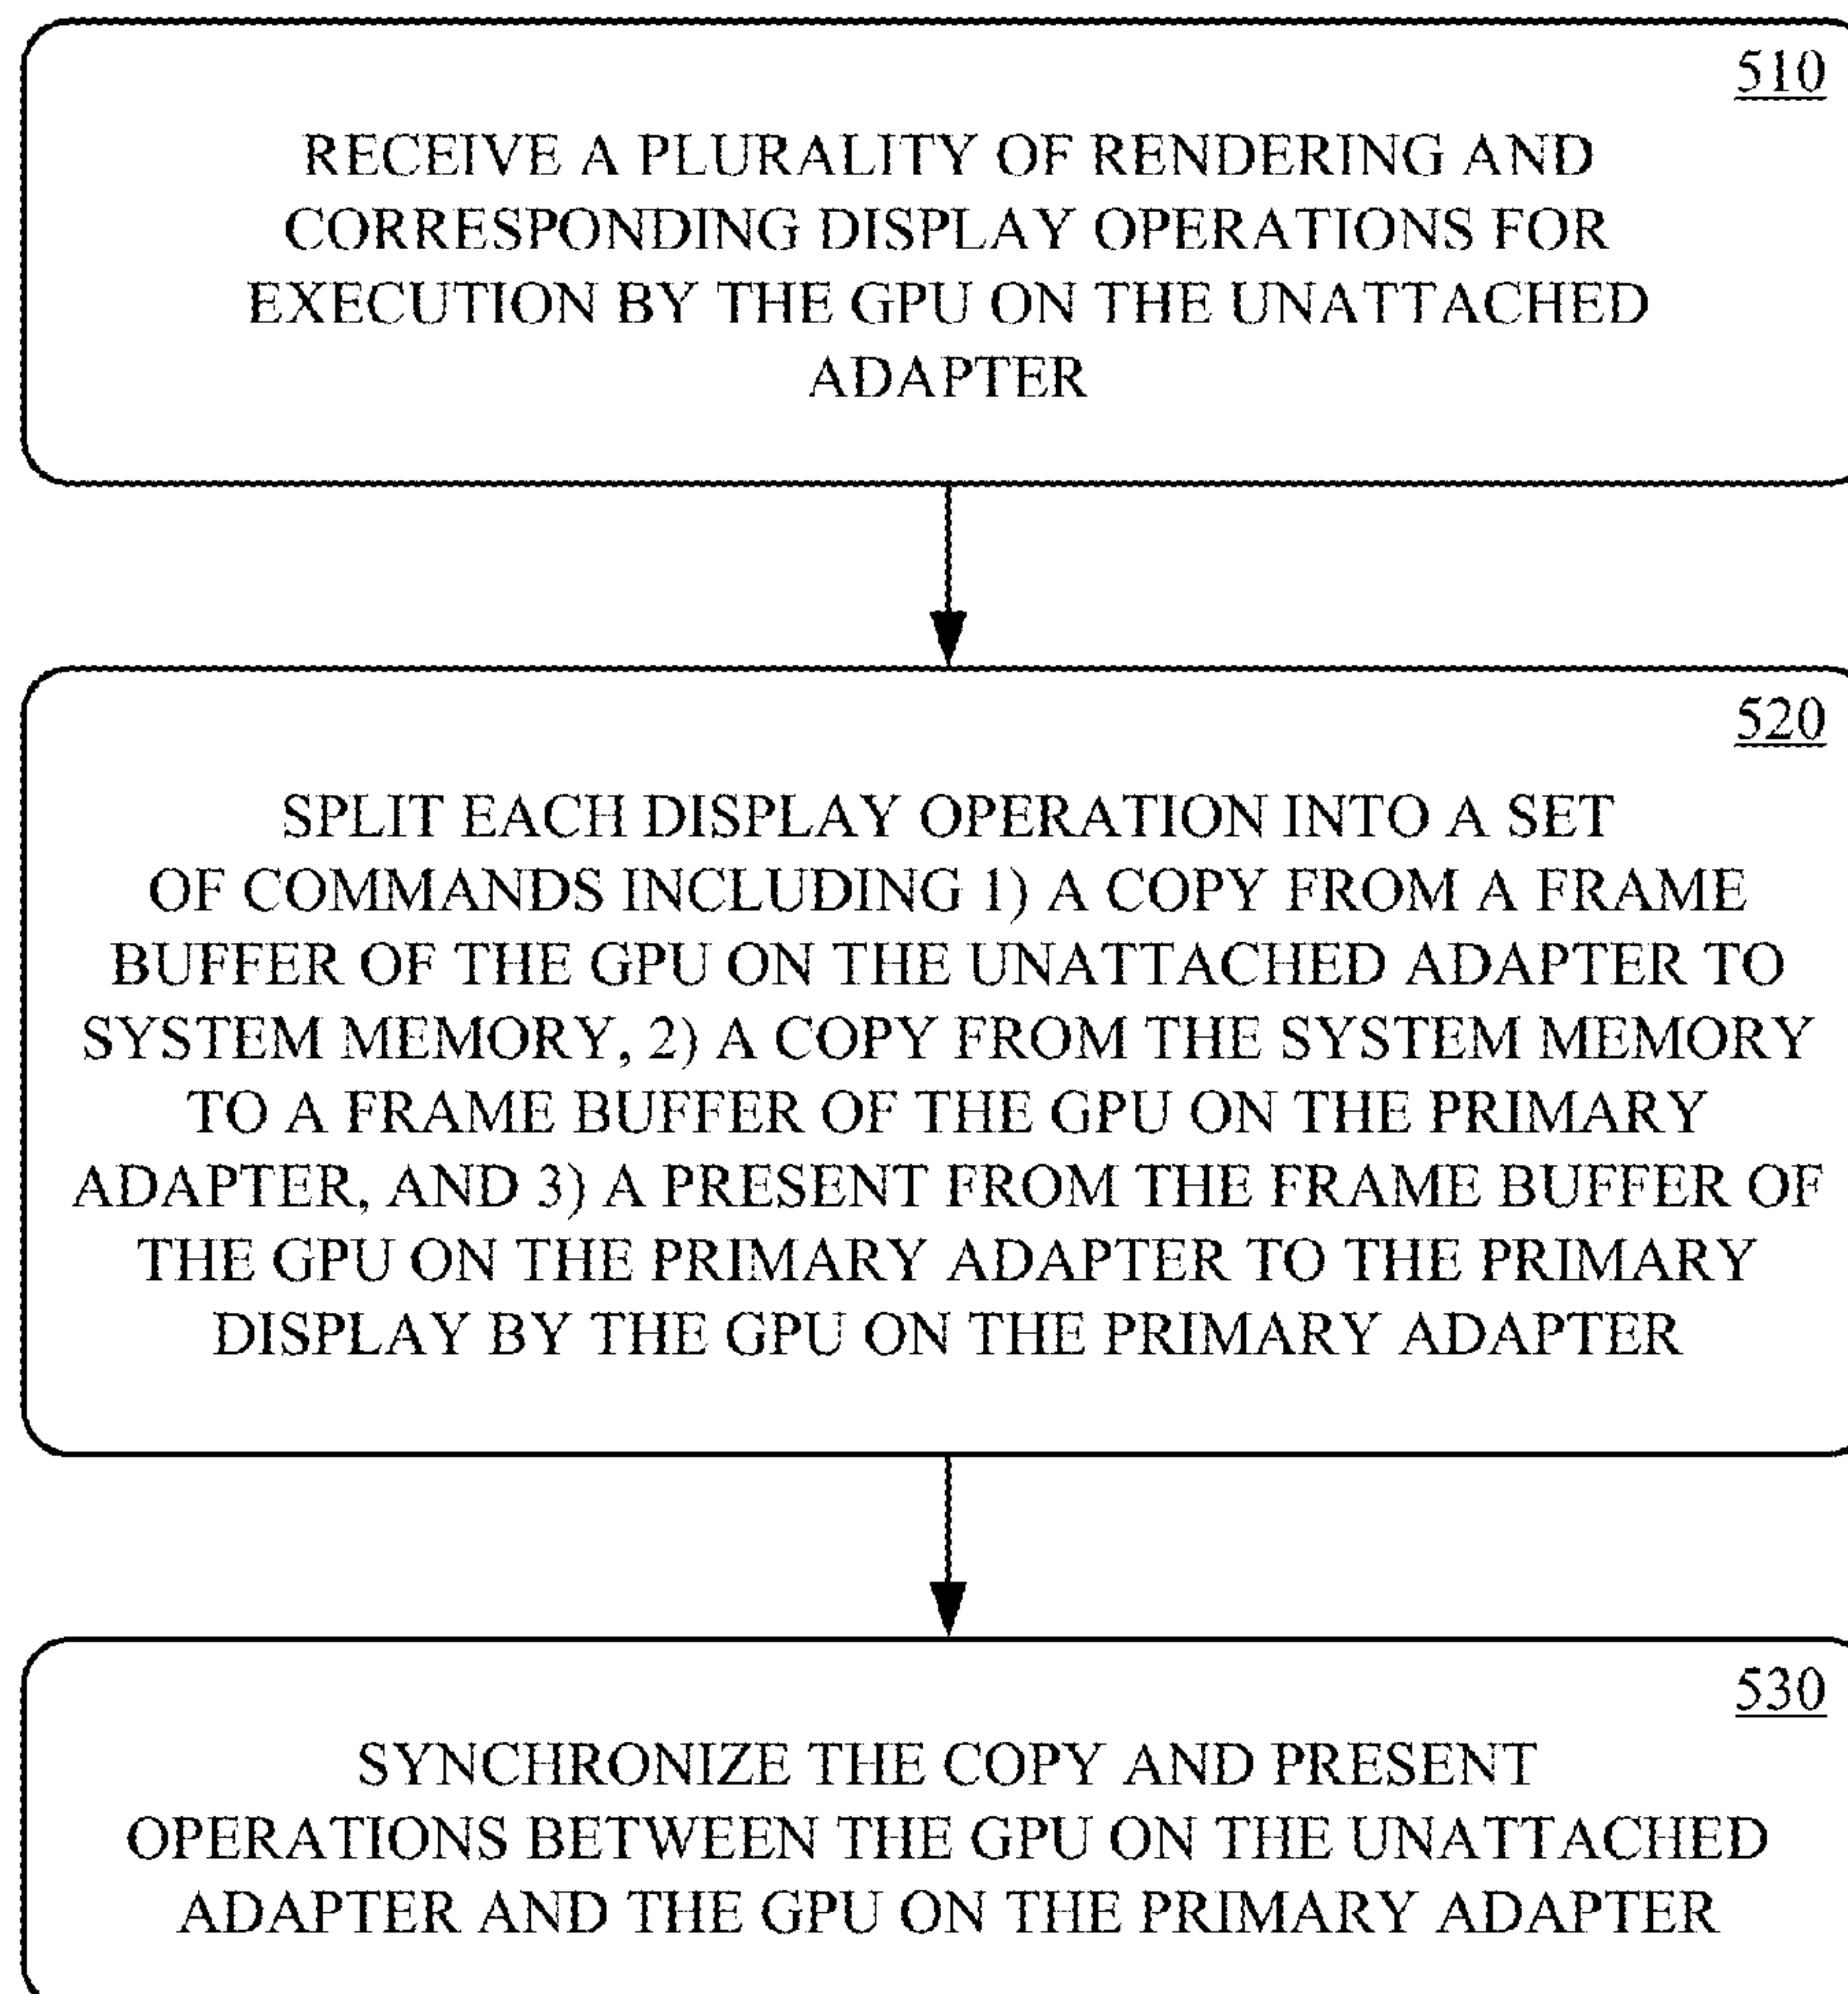 510
RECEIVE A PLURALITY OF RENDERING AND
CORRESPONDING DISPLAY OPERATIONS FOR
EXECUTION BY THE GPU ON THE UNATTACHED
ADAPTER
520
SPLIT EACH DISPLAY OPERATION INTO A SET
OF COMMANDS INCLUDING 1) A COPY FROM A FRAME
BUFFER OF THE GPU ON THE UNATTACHED ADAPTER TO
SYSTEM MEMORY, 2) A COPY FROM THE SYSTEM MEMORY
TO A FRAME BUFFER OF THE GPU ON THE PRIMARY
ADAPTER, AND 3) A PRESENT FROM THE FRAME BUFFER OF
THE GPU ON THE PRIMARY ADAPTER TO THE PRIMARY
DISPLAY BY THE GPU ON THE PRIMARY ADAPTER
530
SYNCHRONIZE THE COPY AND PRESENT
OPERATIONS BETWEEN THE GPU ON THE UNATTACHED
ADAPTER AND THE GPU ON THE PRIMARY ADAPTER